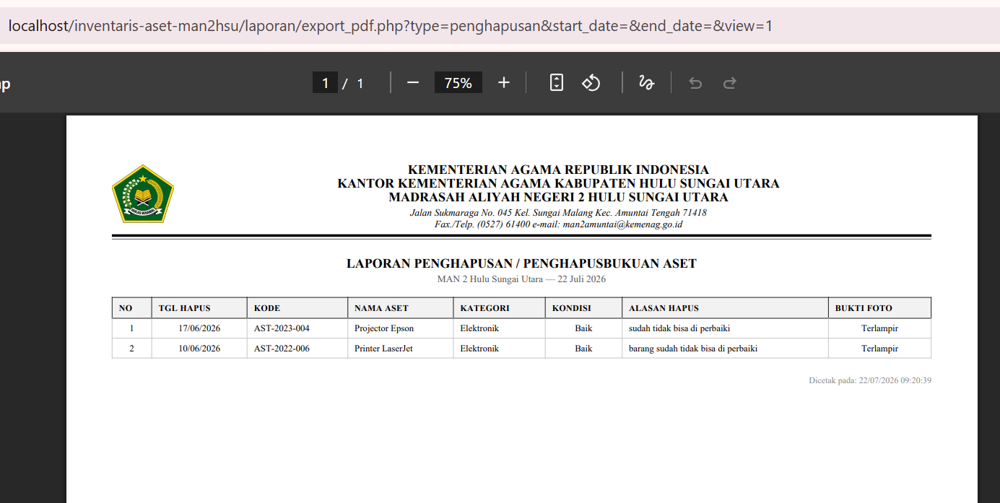 localhost/inventaris-aset-man2hsu/laporan/export_pdf.php?type=penghapusan&start_date=&end_date=&view=1
1 / 1 75%
KEMENTERIAN AGAMA REPUBLIK INDONESIA
KANTOR KEMENTERIAN AGAMA KABUPATEN HULU SUNGAI UTARA
MADRASAH ALIYAH NEGERI 2 HULU SUNGAI UTARA
Jalan Sukmaraga No. 045 Kel. Sungai Malang Kec. Amuntai Tengah 71418
Fax./Telp. (0527) 61400 e-mail: man2amuntai@kemenag.go.id
LAPORAN PENGHAPUSAN / PENGHAPUSBUKUAN ASET
MAN 2 Hulu Sungai Utara — 22 Juli 2026
NO TGL HAPUS KODE NAMA ASET KATEGORI KONDISI ALASAN HAPUS BUKTI FOTO
1 17/06/2026 AST-2023-004 Projector Epson Elektronik Baik sudah tidak bisa di perbaiki Terlampir
2 10/06/2026 AST-2022-006 Printer LaserJet Elektronik Baik barang sudah tidak bisa di perbaiki Terlampir
Dicetak pada: 22/07/2026 09:20:39